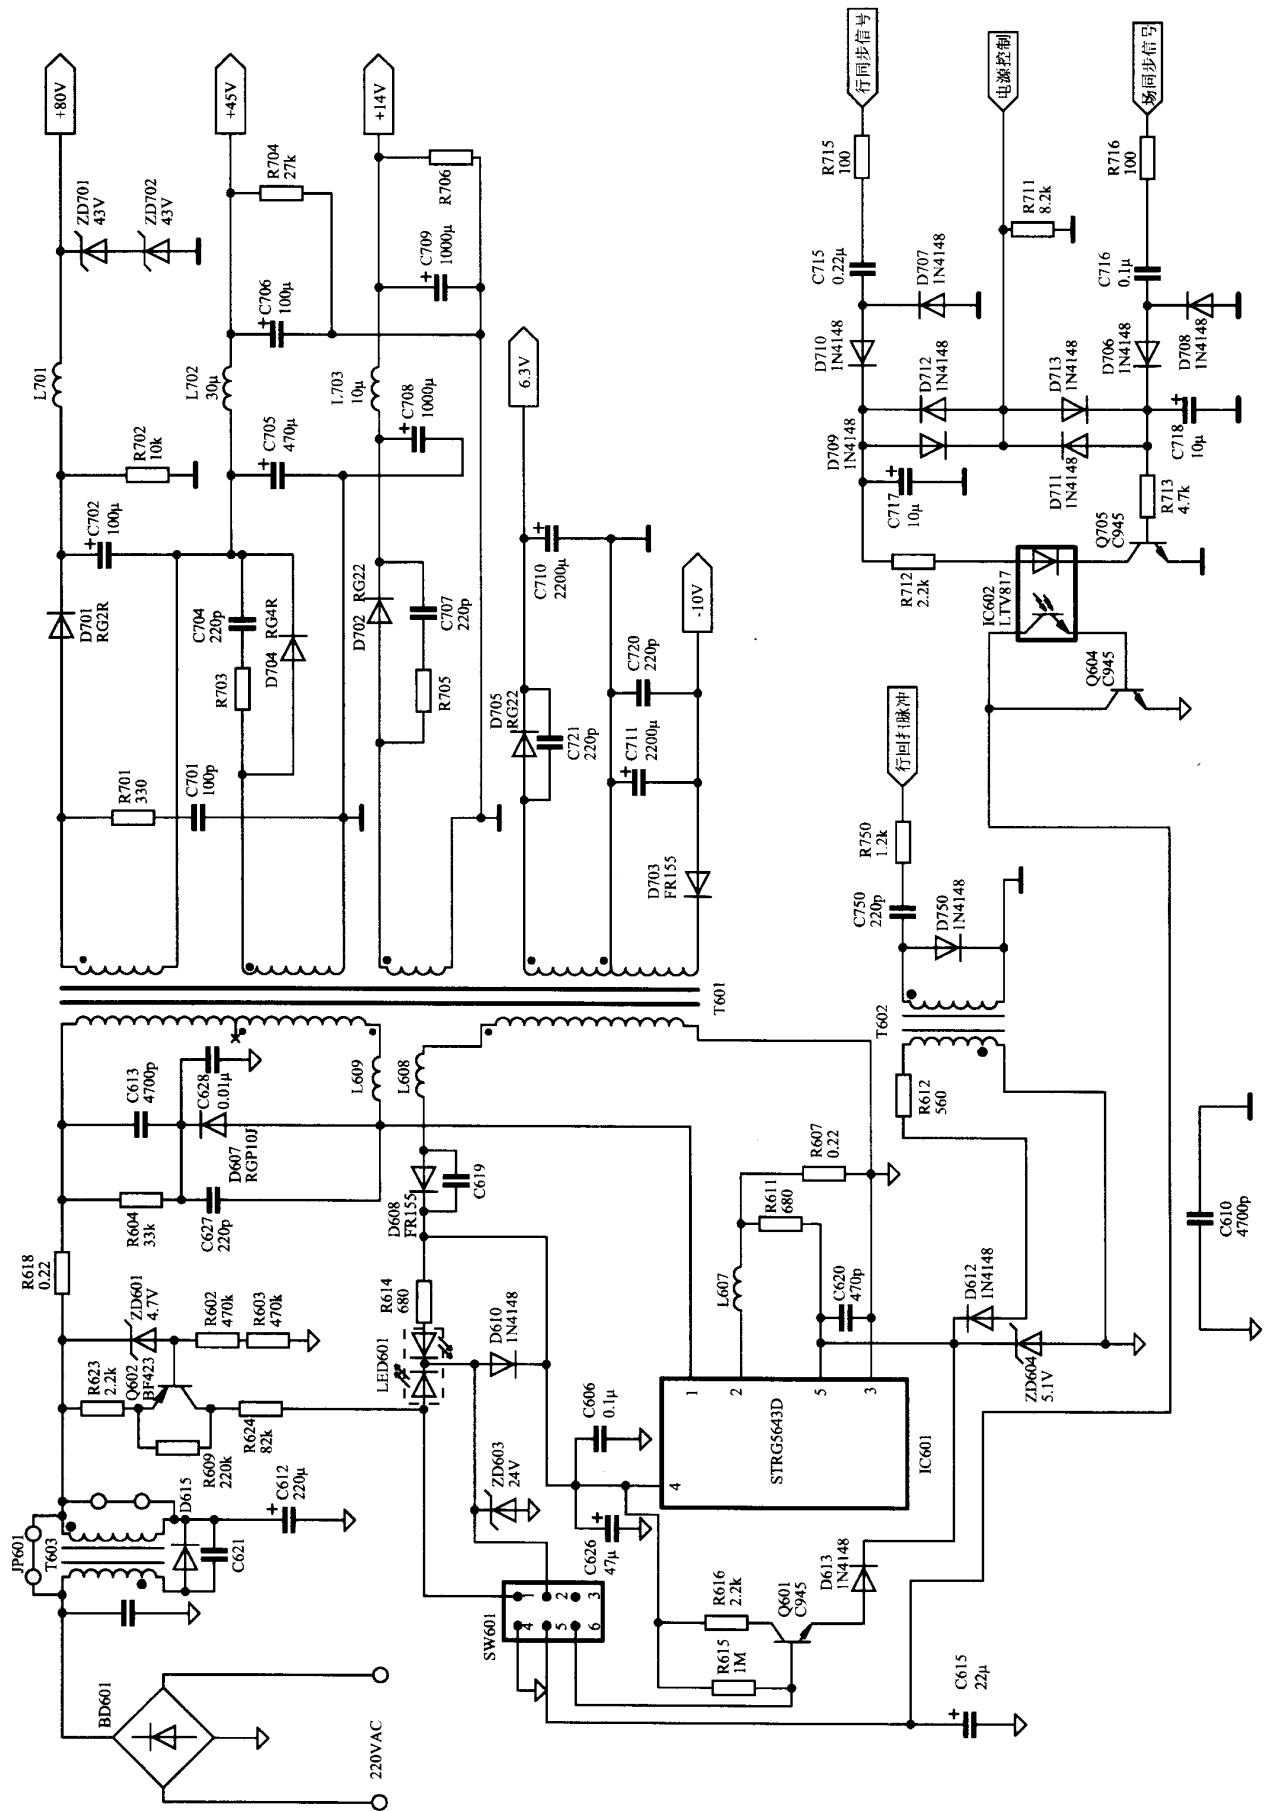 +80V
ZD701
43V
ZD702
43V
L701
R702
10k
C702
100μ
D701
RG2R
+45V
R704
27k
C706
100μ
L702
30μ
C705
470μ
C704
220p
R703
RG4R
D704
R701
330
C701
100p
+14V
R706
C709
1000μ
L703
10μ
C708
1000μ
RG22
D702
C707
220p
R705
6.3V
C710
2200μ
D705
RG22
C721
220p
C720
220p
C711
2200μ
-10V
D703
FR155
T601
行同步信号
R715
100
C715
0.22μ
D707
1N4148
D710
1N4148
D712
1N4148
D709
1N4148
C717
10μ
电源控制
R711
8.2k
D713
1N4148
D711
1N4148
场同步信号
R716
100
C716
0.1μ
D706
1N4148
D708
1N4148
C718
10μ
R713
4.7k
Q705
C945
R712
2.2k
IC602
LTV817
Q604
C945
行回扫脉冲
R750
1.2k
C750
220p
D750
1N4148
T602
R612
560
C613
4700p
C628
0.01μ
D607
RGP10J
L609
L608
R604
33k
C627
220p
D608
FR155
C619
R618
0.22
ZD601
4.7V
R602
470k
R603
470k
R623
2.2k
Q602
BF423
R609
220k
R624
82k
R614
680
LED601
D610
1N4148
ZD603
24V
C606
0.1μ
C626
47μ
L607
R607
0.22
R611
680
C620
470p
D612
1N4148
ZD604
5.1V
1
2
5
3
4
STRG5643D
IC601
C610
4700p
JP601
T603
D615
C621
C612
220μ
SW601
1
2
3
4
5
6
R616
2.2k
R615
1M
Q601
C945
D613
1N4148
C615
22μ
BD601
220VAC